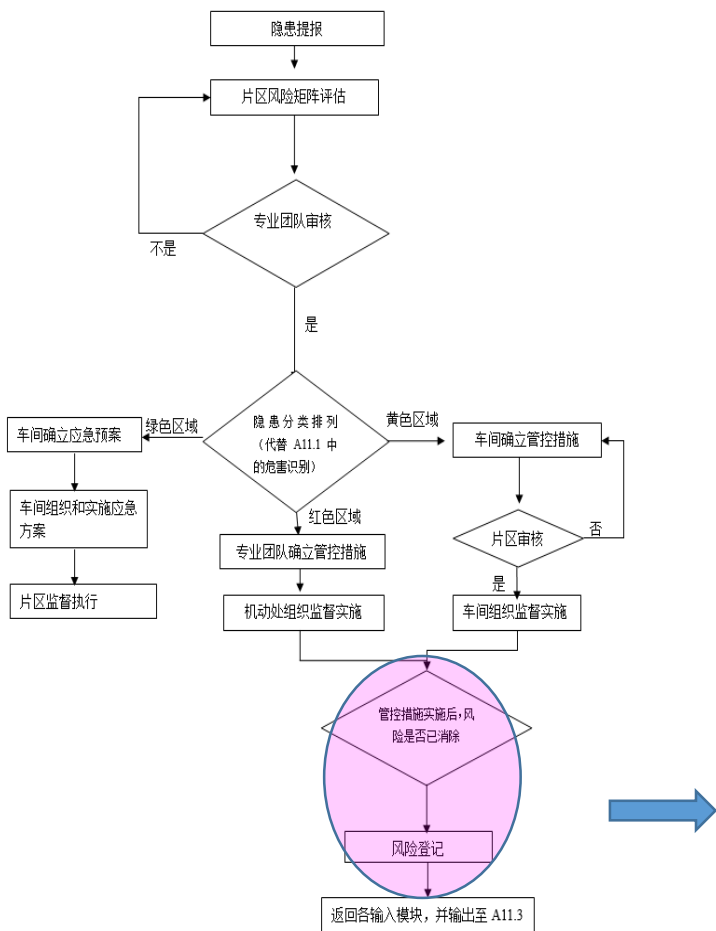 隐患提报
片区风险矩阵评估
专业团队审核
不是
是
隐患分类排列
（代替 A11.1 中
的危害识别）
绿色区域
黄色区域
红色区域
车间确立应急预案
车间组织和实施应急
方案
片区监督执行
专业团队确立管控措施
机动处组织监督实施
车间确立管控措施
片区审核
否
是
车间组织监督实施
管控措施实施后，风
险是否已消除
风险登记
返回各输入模块，并输出至 A11.3